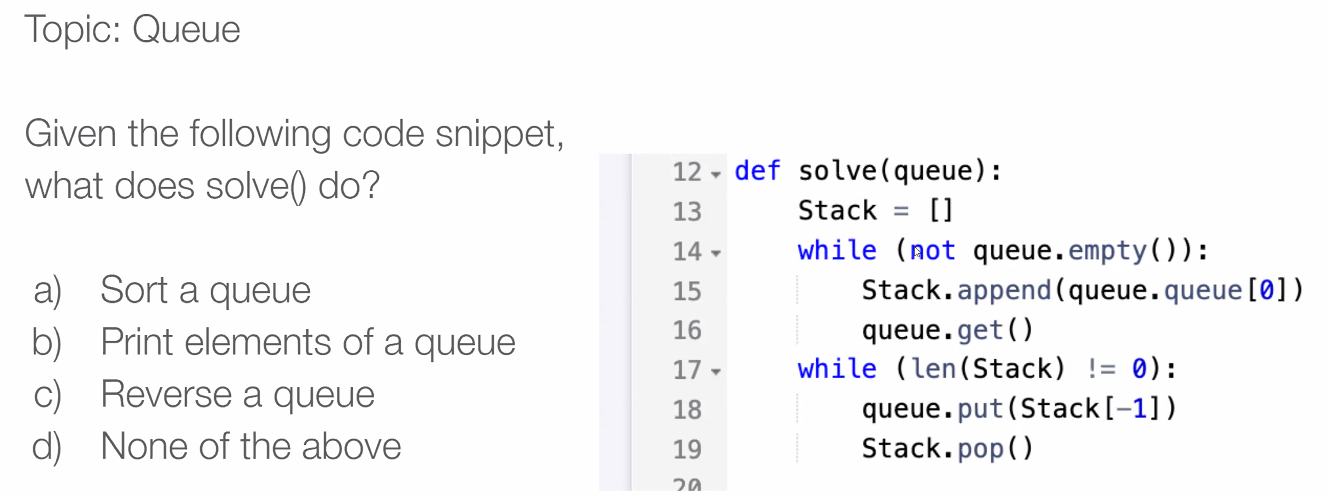 Topic: Queue
Given the following code snippet,
what does solve() do?
a) Sort a queue
b) Print elements of a queue
c) Reverse a queue
d) None of the above
12 def solve(queue):
13 Stack = []
14 while (not queue.empty()):
15 Stack.append(queue.queue[0])
16 queue.get()
17 while (len(Stack) != 0):
18 queue.put(Stack[-1])
19 Stack.pop()
20